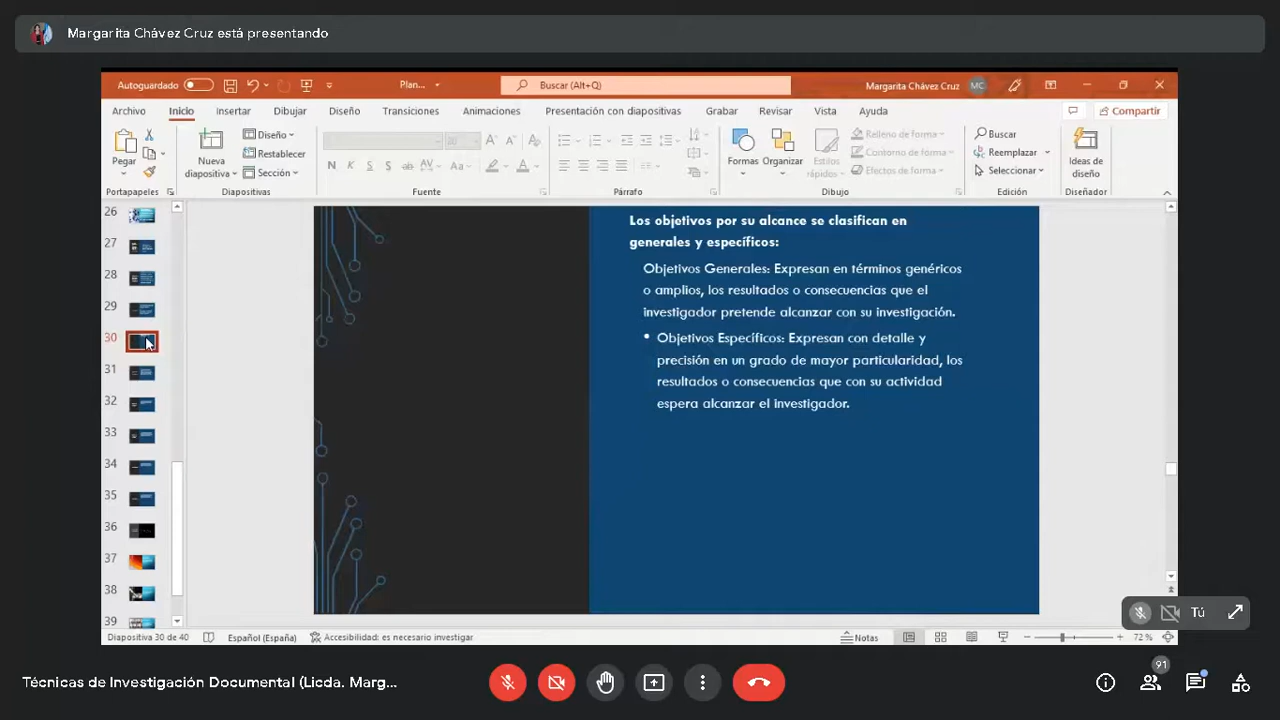 Margarita Chávez Cruz está presentando
Autoguardado
Plan...
Buscar (Alt+Q)
Margarita Chávez Cruz
MC
Archivo
Inicio
Insertar
Dibujar
Diseño
Transiciones
Animaciones
Presentación con diapositivas
Grabar
Revisar
Vista
Ayuda
Compartir
Pegar
Nueva
diapositiva
Diseño
Restablecer
Sección
N K S S ab AV Aa A
Formas
Organizar
Estilos
rápidos
Relleno de forma
Contorno de forma
Efectos de forma
Buscar
Reemplazar
Seleccionar
Ideas de
diseño
Portapapeles
Diapositivas
Fuente
Párrafo
Dibujo
Edición
Diseñador
26
27
28
29
30
31
32
33
34
35
36
37
38
39
Los objetivos por su alcance se clasifican en
generales y específicos:
Objetivos Generales: Expresan en términos genéricos
o amplios, los resultados o consecuencias que el
investigador pretende alcanzar con su investigación.
• Objetivos Específicos: Expresan con detalle y
precisión en un grado de mayor particularidad, los
resultados o consecuencias que con su actividad
espera alcanzar el investigador.
Tú
Diapositiva 30 de 40
Español (España)
Accesibilidad: es necesario investigar
Notas
72 %
Técnicas de Investigación Documental (Licda. Marg...
91